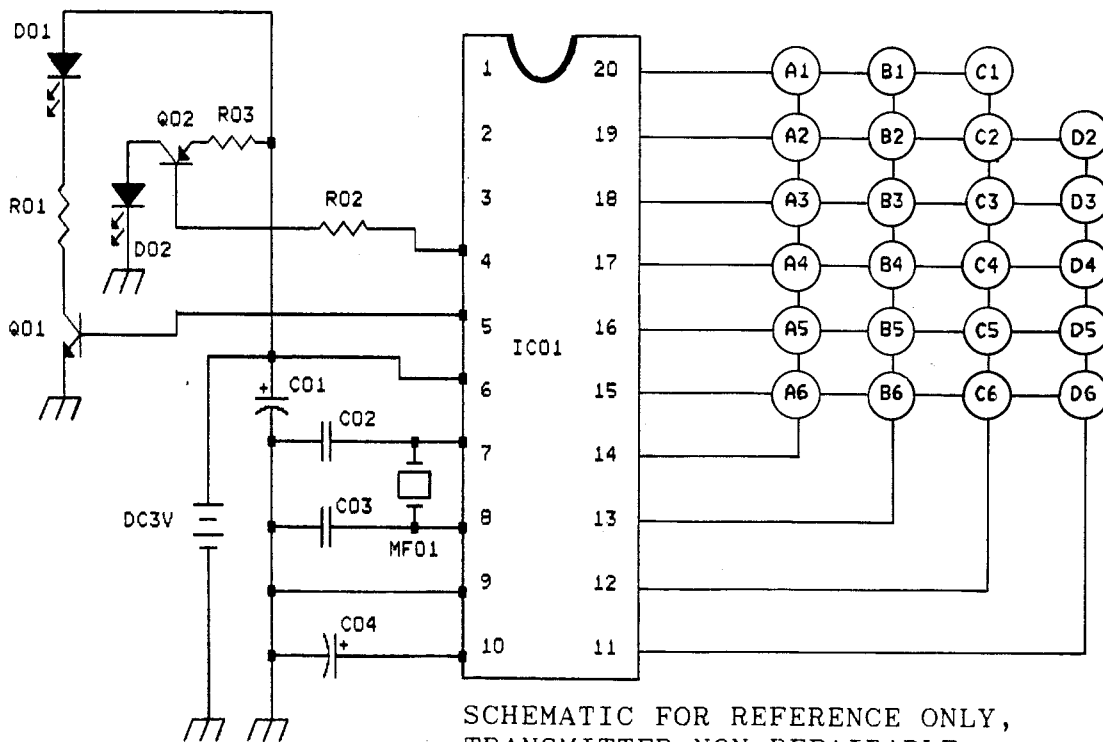 D01
Q02
R03
R01
D02
R02
Q01
C01
C02
C03
MF01
DC3V
C04
IC01
1
2
3
4
5
6
7
8
9
10
20
19
18
17
16
15
14
13
12
11
A1 B1 C1
A2 B2 C2 D2
A3 B3 C3 D3
A4 B4 C4 D4
A5 B5 C5 D5
A6 B6 C6 D6
+
+
SCHEMATIC FOR REFERENCE ONLY,
TRANSMITTER NON-REPAIRABLE